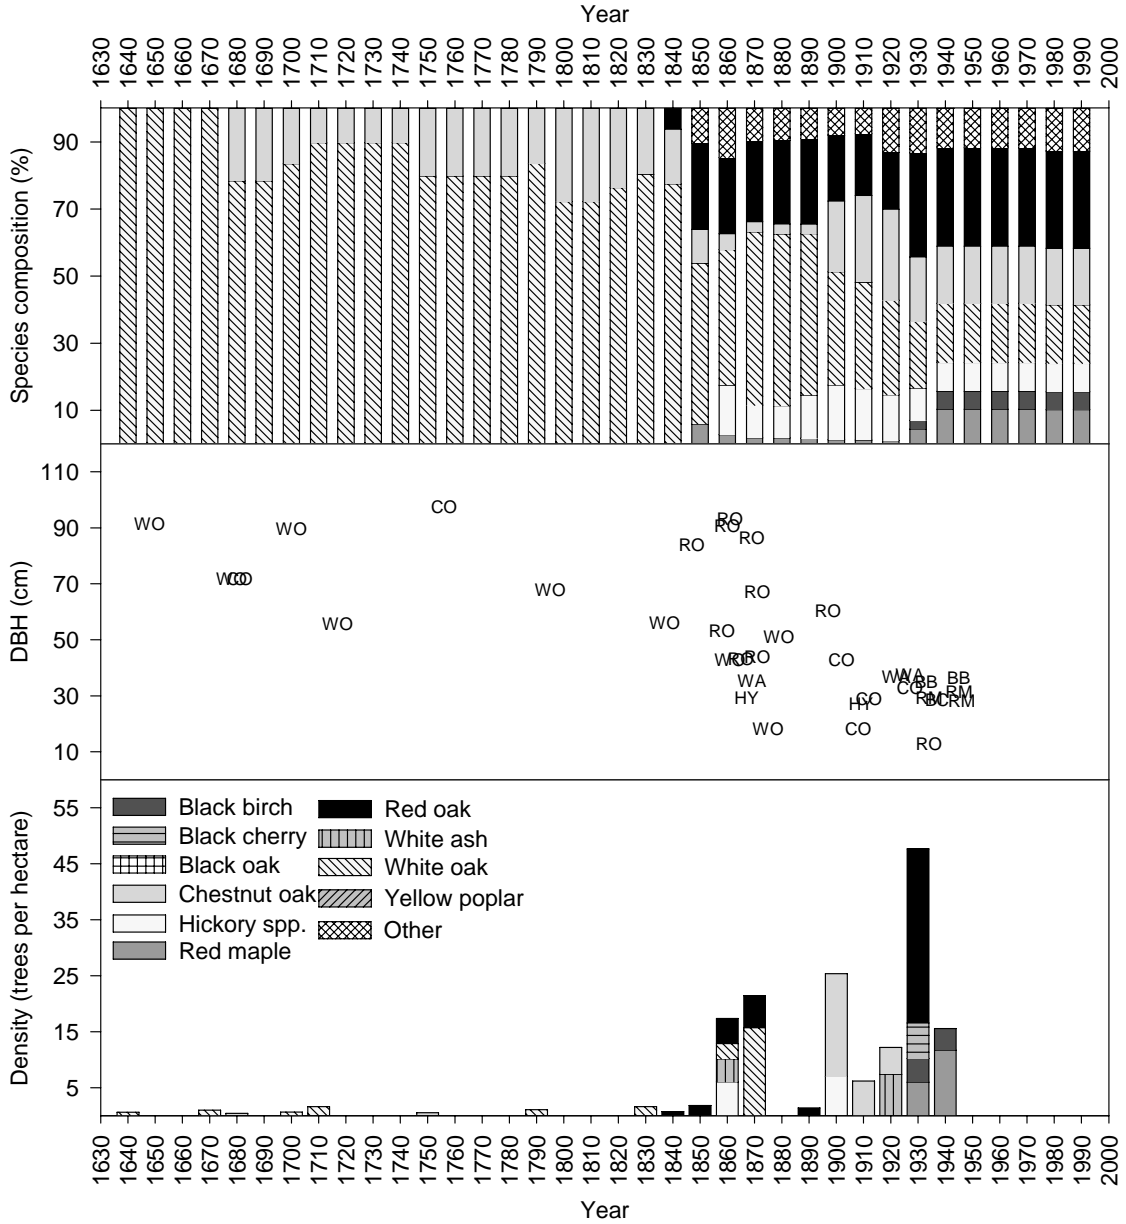 Year
1630 1640 1650 1660 1670 1680 1690 1700 1710 1720 1730 1740 1750 1760 1770 1780 1790 1800 1810 1820 1830 1840 1850 1860 1870 1880 1890 1900 1910 1920 1930 1940 1950 1960 1970 1980 1990 2000
Species composition (%)
90
70
50
30
10
DBH (cm)
110
90
70
50
30
10
CO
WO WO RO RO
RO RO
WO CO
WO RO
WO WO RO RO
WO
WO RO RO CO
WA WA WA BB BB
HY CO RM RM
HY CO BC RM
WO CO
RO
Density (trees per hectare)
55
45
35
25
15
5
Black birch
Black cherry
Black oak
Chestnut oak
Hickory spp.
Red maple
Red oak
White ash
White oak
Yellow poplar
Other
1630 1640 1650 1660 1670 1680 1690 1700 1710 1720 1730 1740 1750 1760 1770 1780 1790 1800 1810 1820 1830 1840 1850 1860 1870 1880 1890 1900 1910 1920 1930 1940 1950 1960 1970 1980 1990 2000
Year